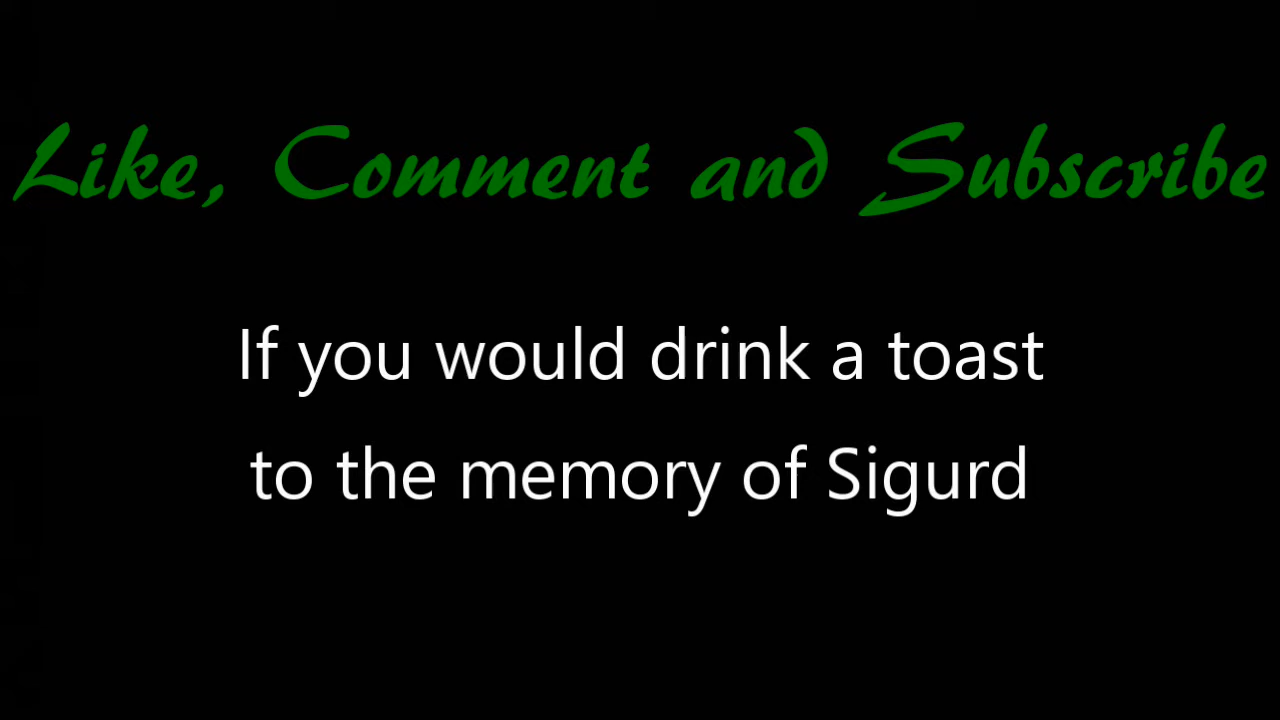 Like, Comment and Subscribe
If you would drink a toast
to the memory of Sigurd